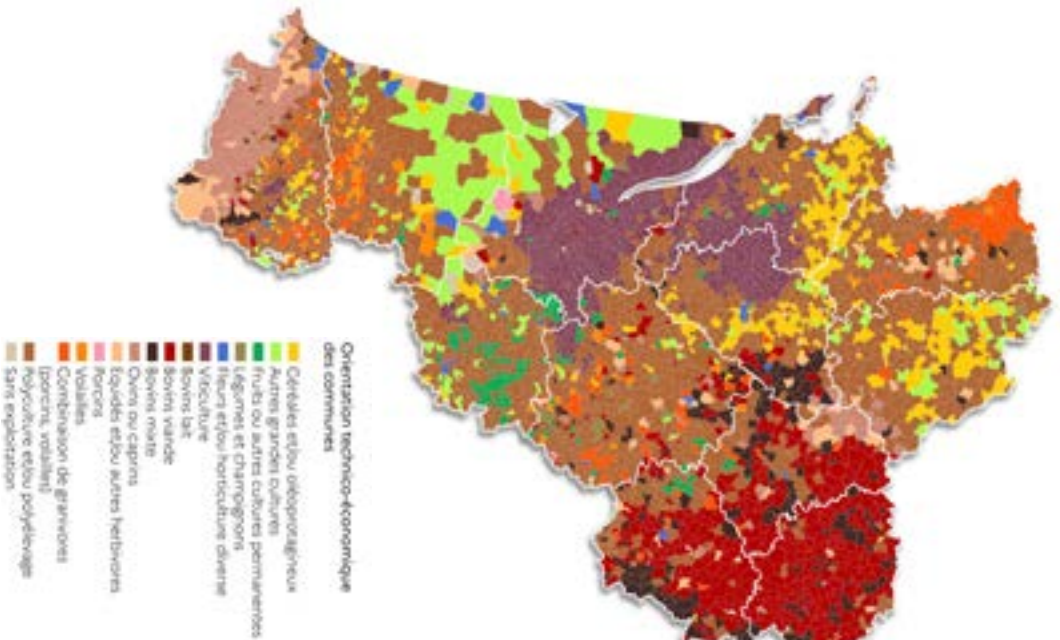 Orientation technico-économique
des communes
Céréales et/ou oléoprotéagineux
Autres grandes cultures
Fruits ou autres cultures permanentes
Légumes et champignons
Fleurs et/ou horticulture diverse
Viticulture
Bovins lait
Bovins viande
Bovins mixte
Ovins ou caprins
Equidés et/ou autres herbivores
Porcins
Volailles
Combinaison de granivores
(porcins, volailles)
Polyculture et/ou polyélevage
Sans exploitation